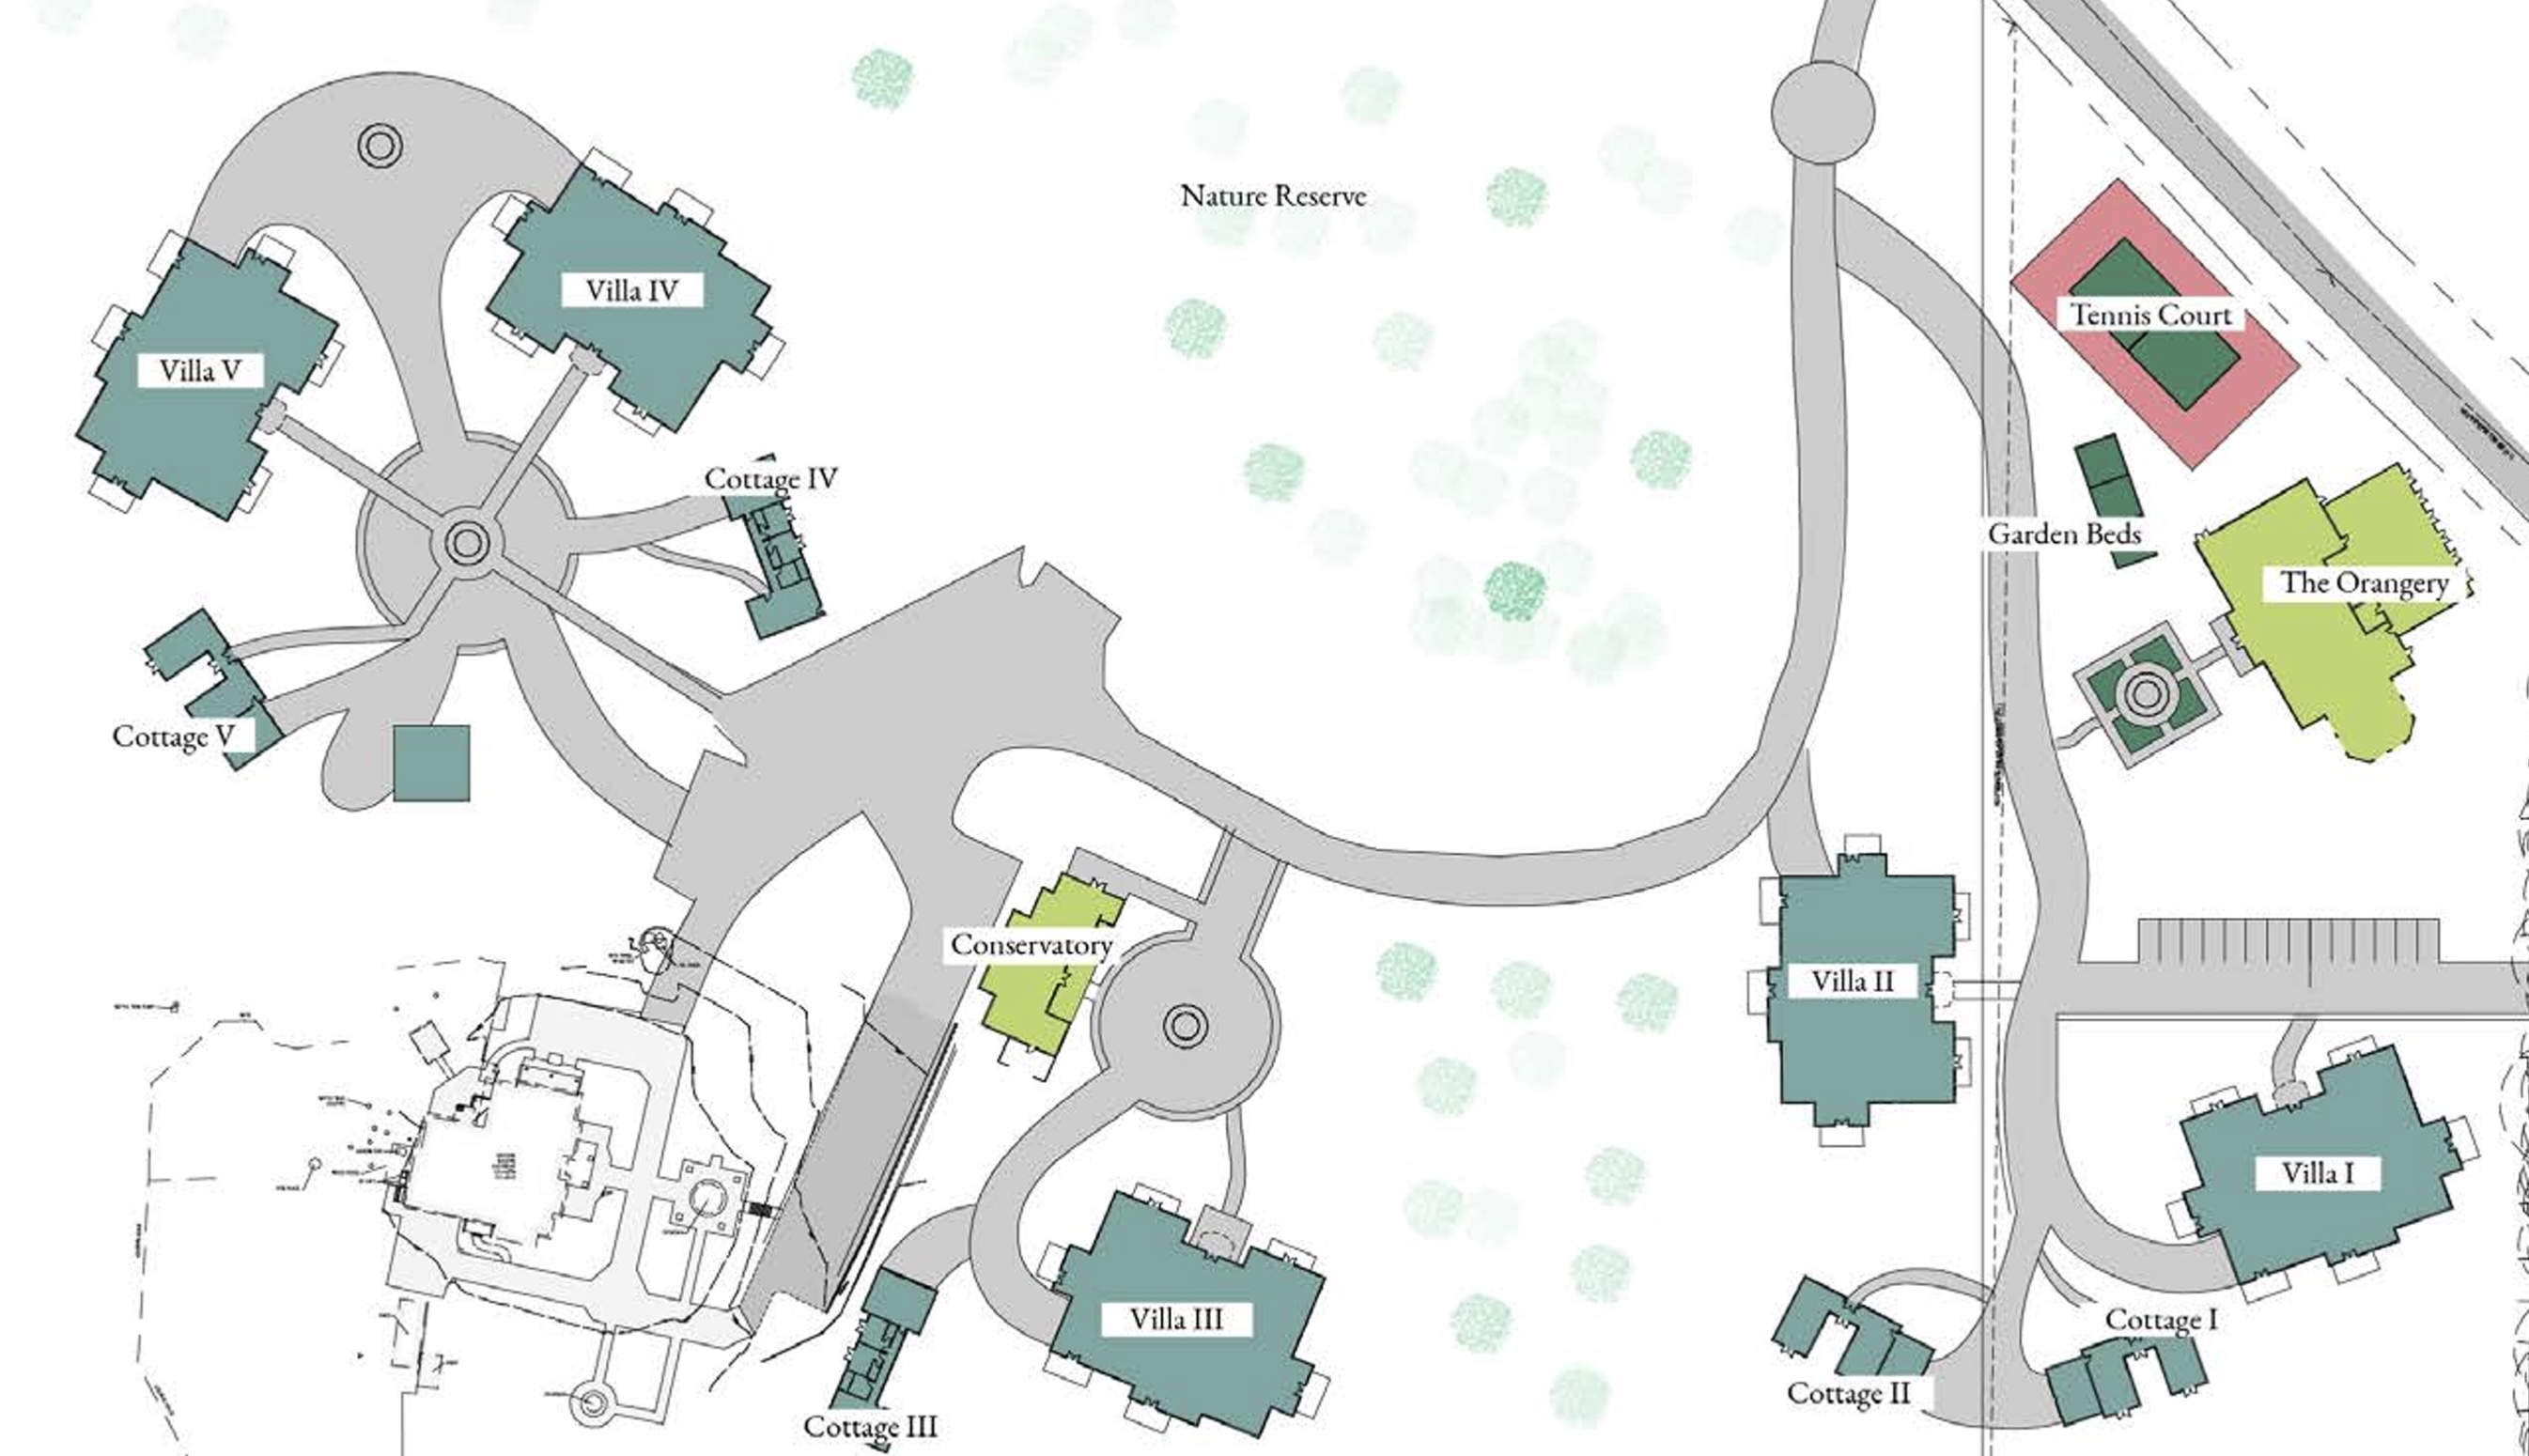 Nature Reserve
Villa IV
Tennis Court
Villa V
Cottage IV
Garden Beds
The Orangery
Cottage V
Conservatory
Villa II
Villa I
Villa III
Cottage I
Cottage II
Cottage III